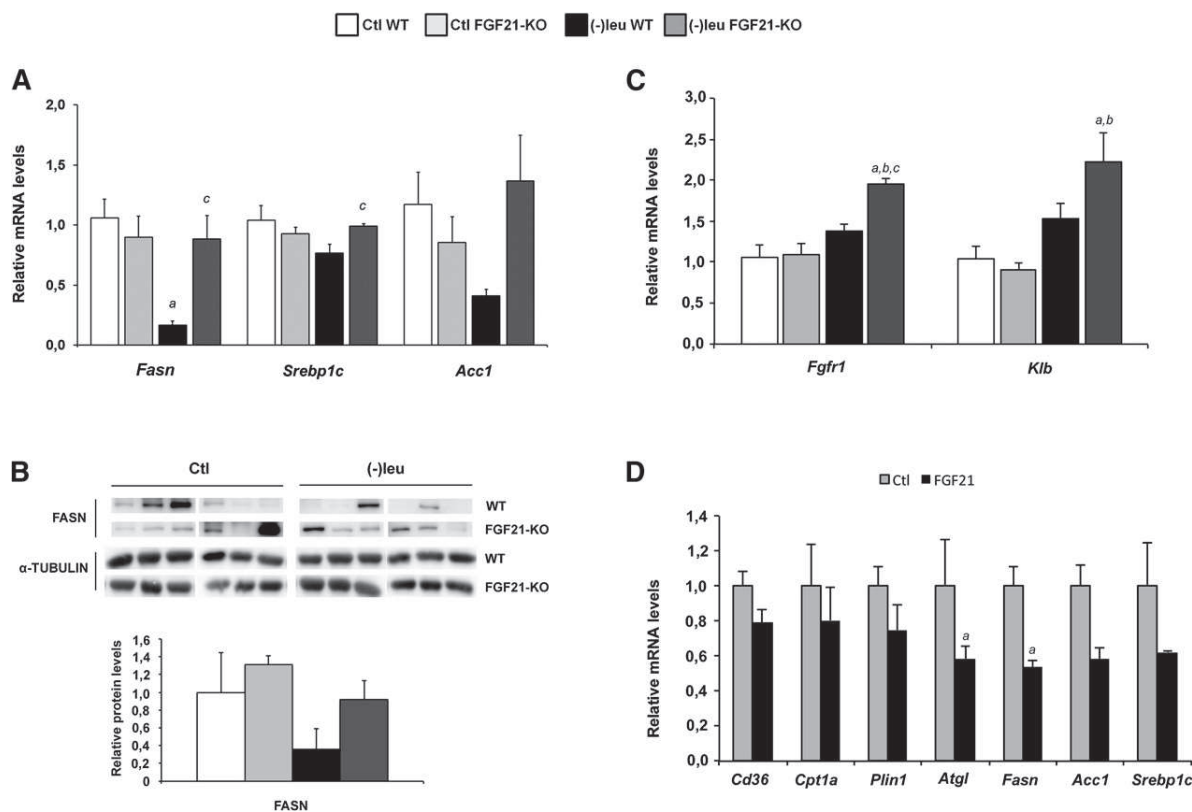 Ctl WT Ctl FGF21-KO (-)leu WT (-)leu FGF21-KO
A
Relative mRNA levels
2,0
1,5
1,0
0,5
0,0
a
c
c
Fasn Srebp1c Acc1
C
Relative mRNA levels
3,0
2,5
2,0
1,5
1,0
0,5
0,0
a,b,c
a,b
Fgfr1 Klb
B
Ctl (-)leu
FASN
WT
FGF21-KO
α-TUBULIN
WT
FGF21-KO
Relative protein levels
1,6
1,4
1,2
1,0
0,8
0,6
0,4
0,2
0
FASN
D
Ctl FGF21
Relative mRNA levels
1,4
1,2
1,0
0,8
0,6
0,4
0,2
0,0
a
a
Cd36 Cpt1a Plin1 Atgl Fasn Acc1 Srebp1c